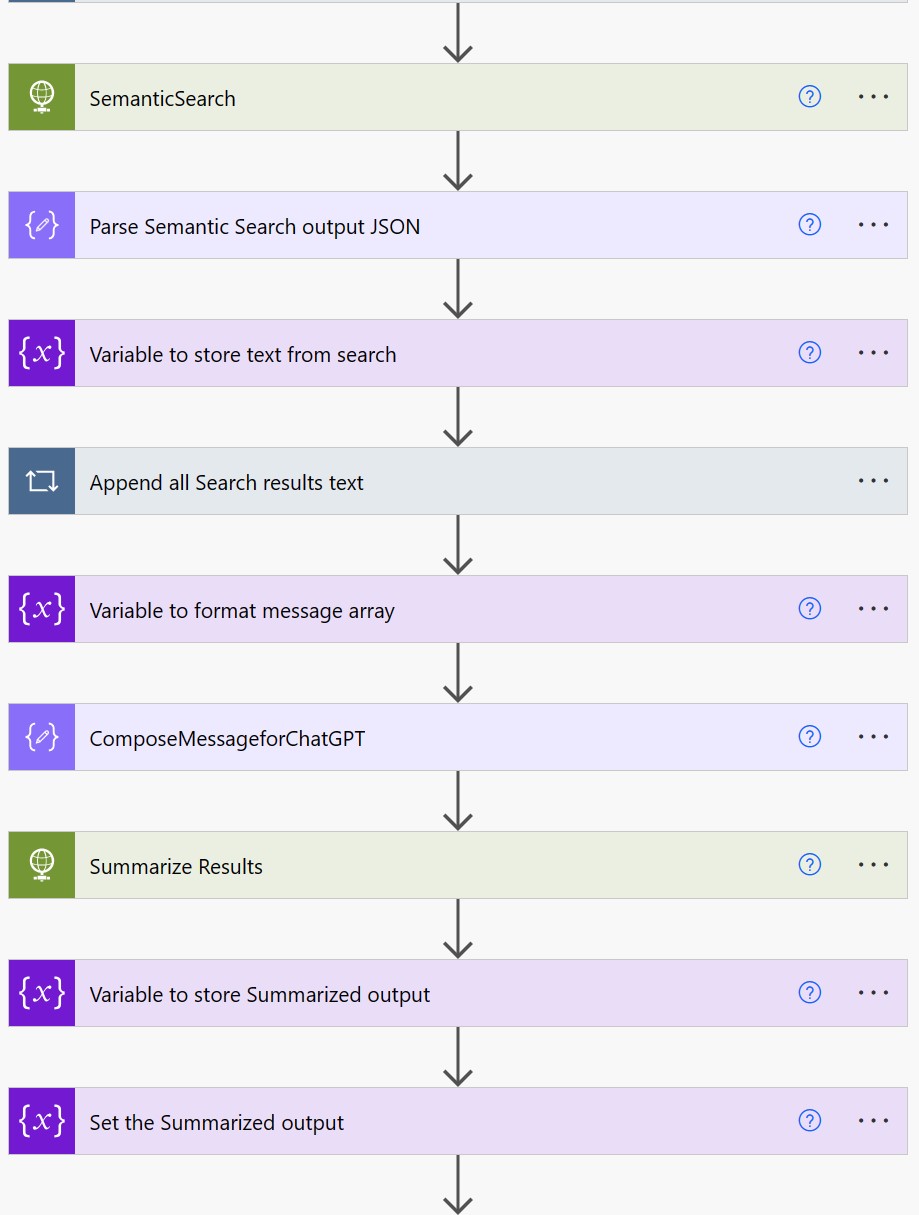 SemanticSearch
Parse Semantic Search output JSON
{x} Variable to store text from search
Append all Search results text
{x} Variable to format message array
ComposeMessageforChatGPT
Summarize Results
{x} Variable to store Summarized output
{x} Set the Summarized output